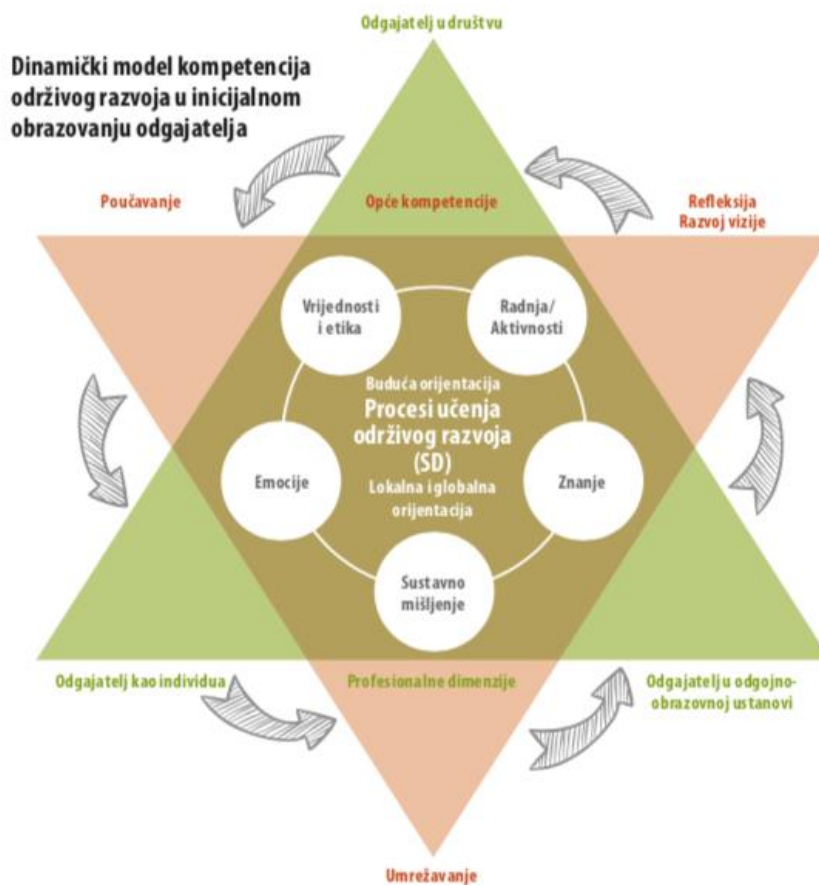 Odgajatelj u društvu
Dinamički model kompetencija
održivog razvoja u inicijalnom
obrazovanju odgajatelja
Poučavanje
Opće kompetencije
Refleksija
Razvoj vizije
Vrijednosti
i etika
Radnja/
Aktivnosti
Buduća orijentacija
Procesi učenja
održivog razvoja
(SD)
Lokalna i globalna
orijentacija
Emocije
Znanje
Sustavno
mišljenje
Odgajatelj kao individua
Profesionalne dimenzije
Odgajatelj u odgojno-
obrazovnoj ustanovi
Umrežavanje